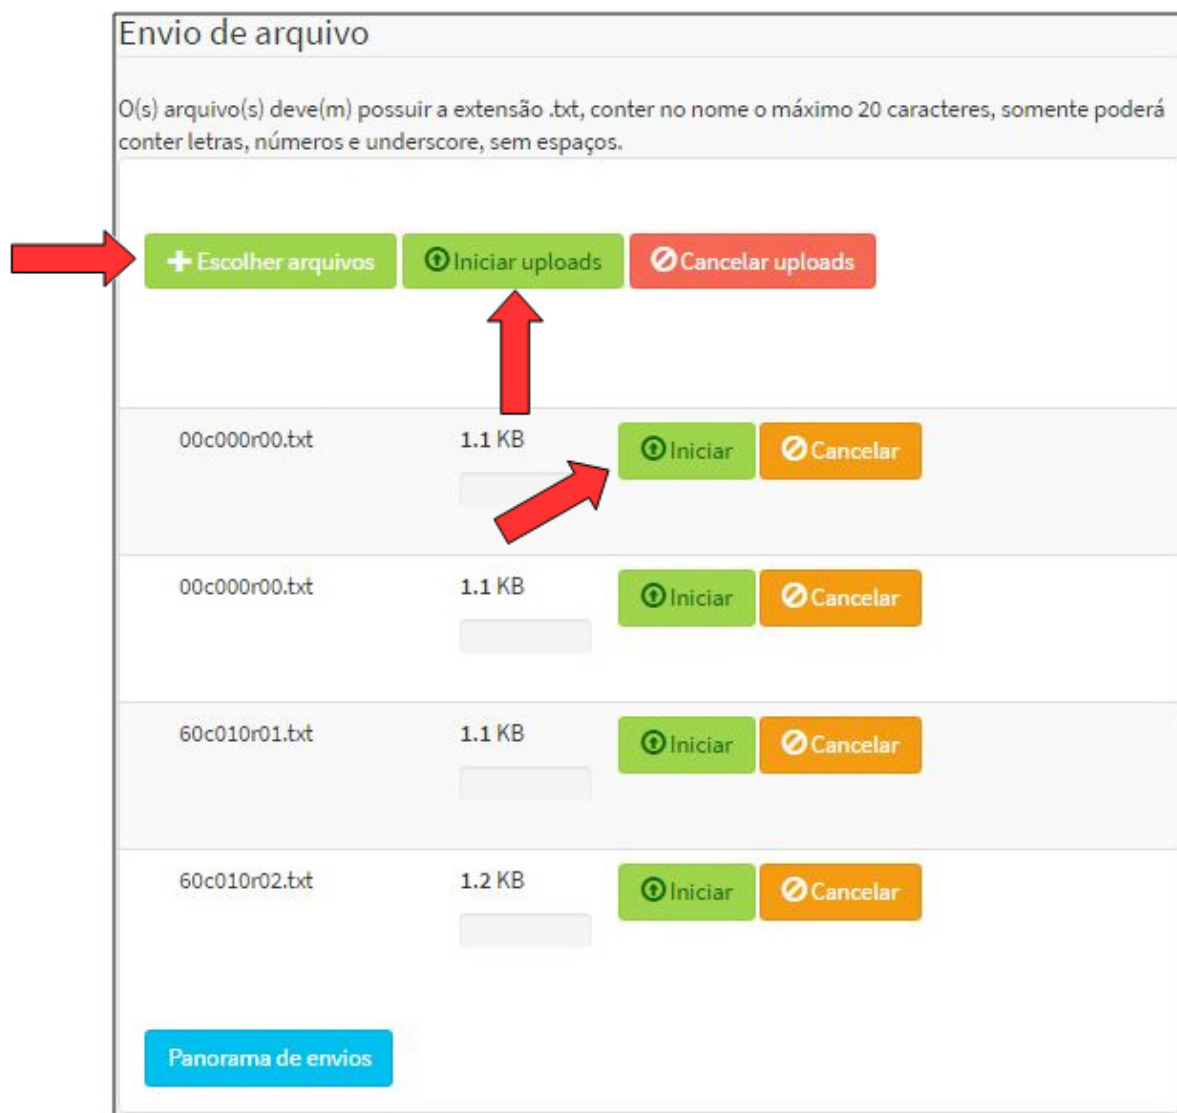 Envio de arquivo
O(s) arquivo(s) deve(m) possuir a extensão .txt, conter no nome o máximo 20 caracteres, somente poderá
conter letras, números e underscore, sem espaços.
Escolher arquivos Iniciar uploads Cancelar uploads
00c000r00.txt 1.1 KB Iniciar Cancelar
00c000r00.txt 1.1 KB Iniciar Cancelar
60c010r01.txt 1.1 KB Iniciar Cancelar
60c010r02.txt 1.2 KB Iniciar Cancelar
Panorama de envios